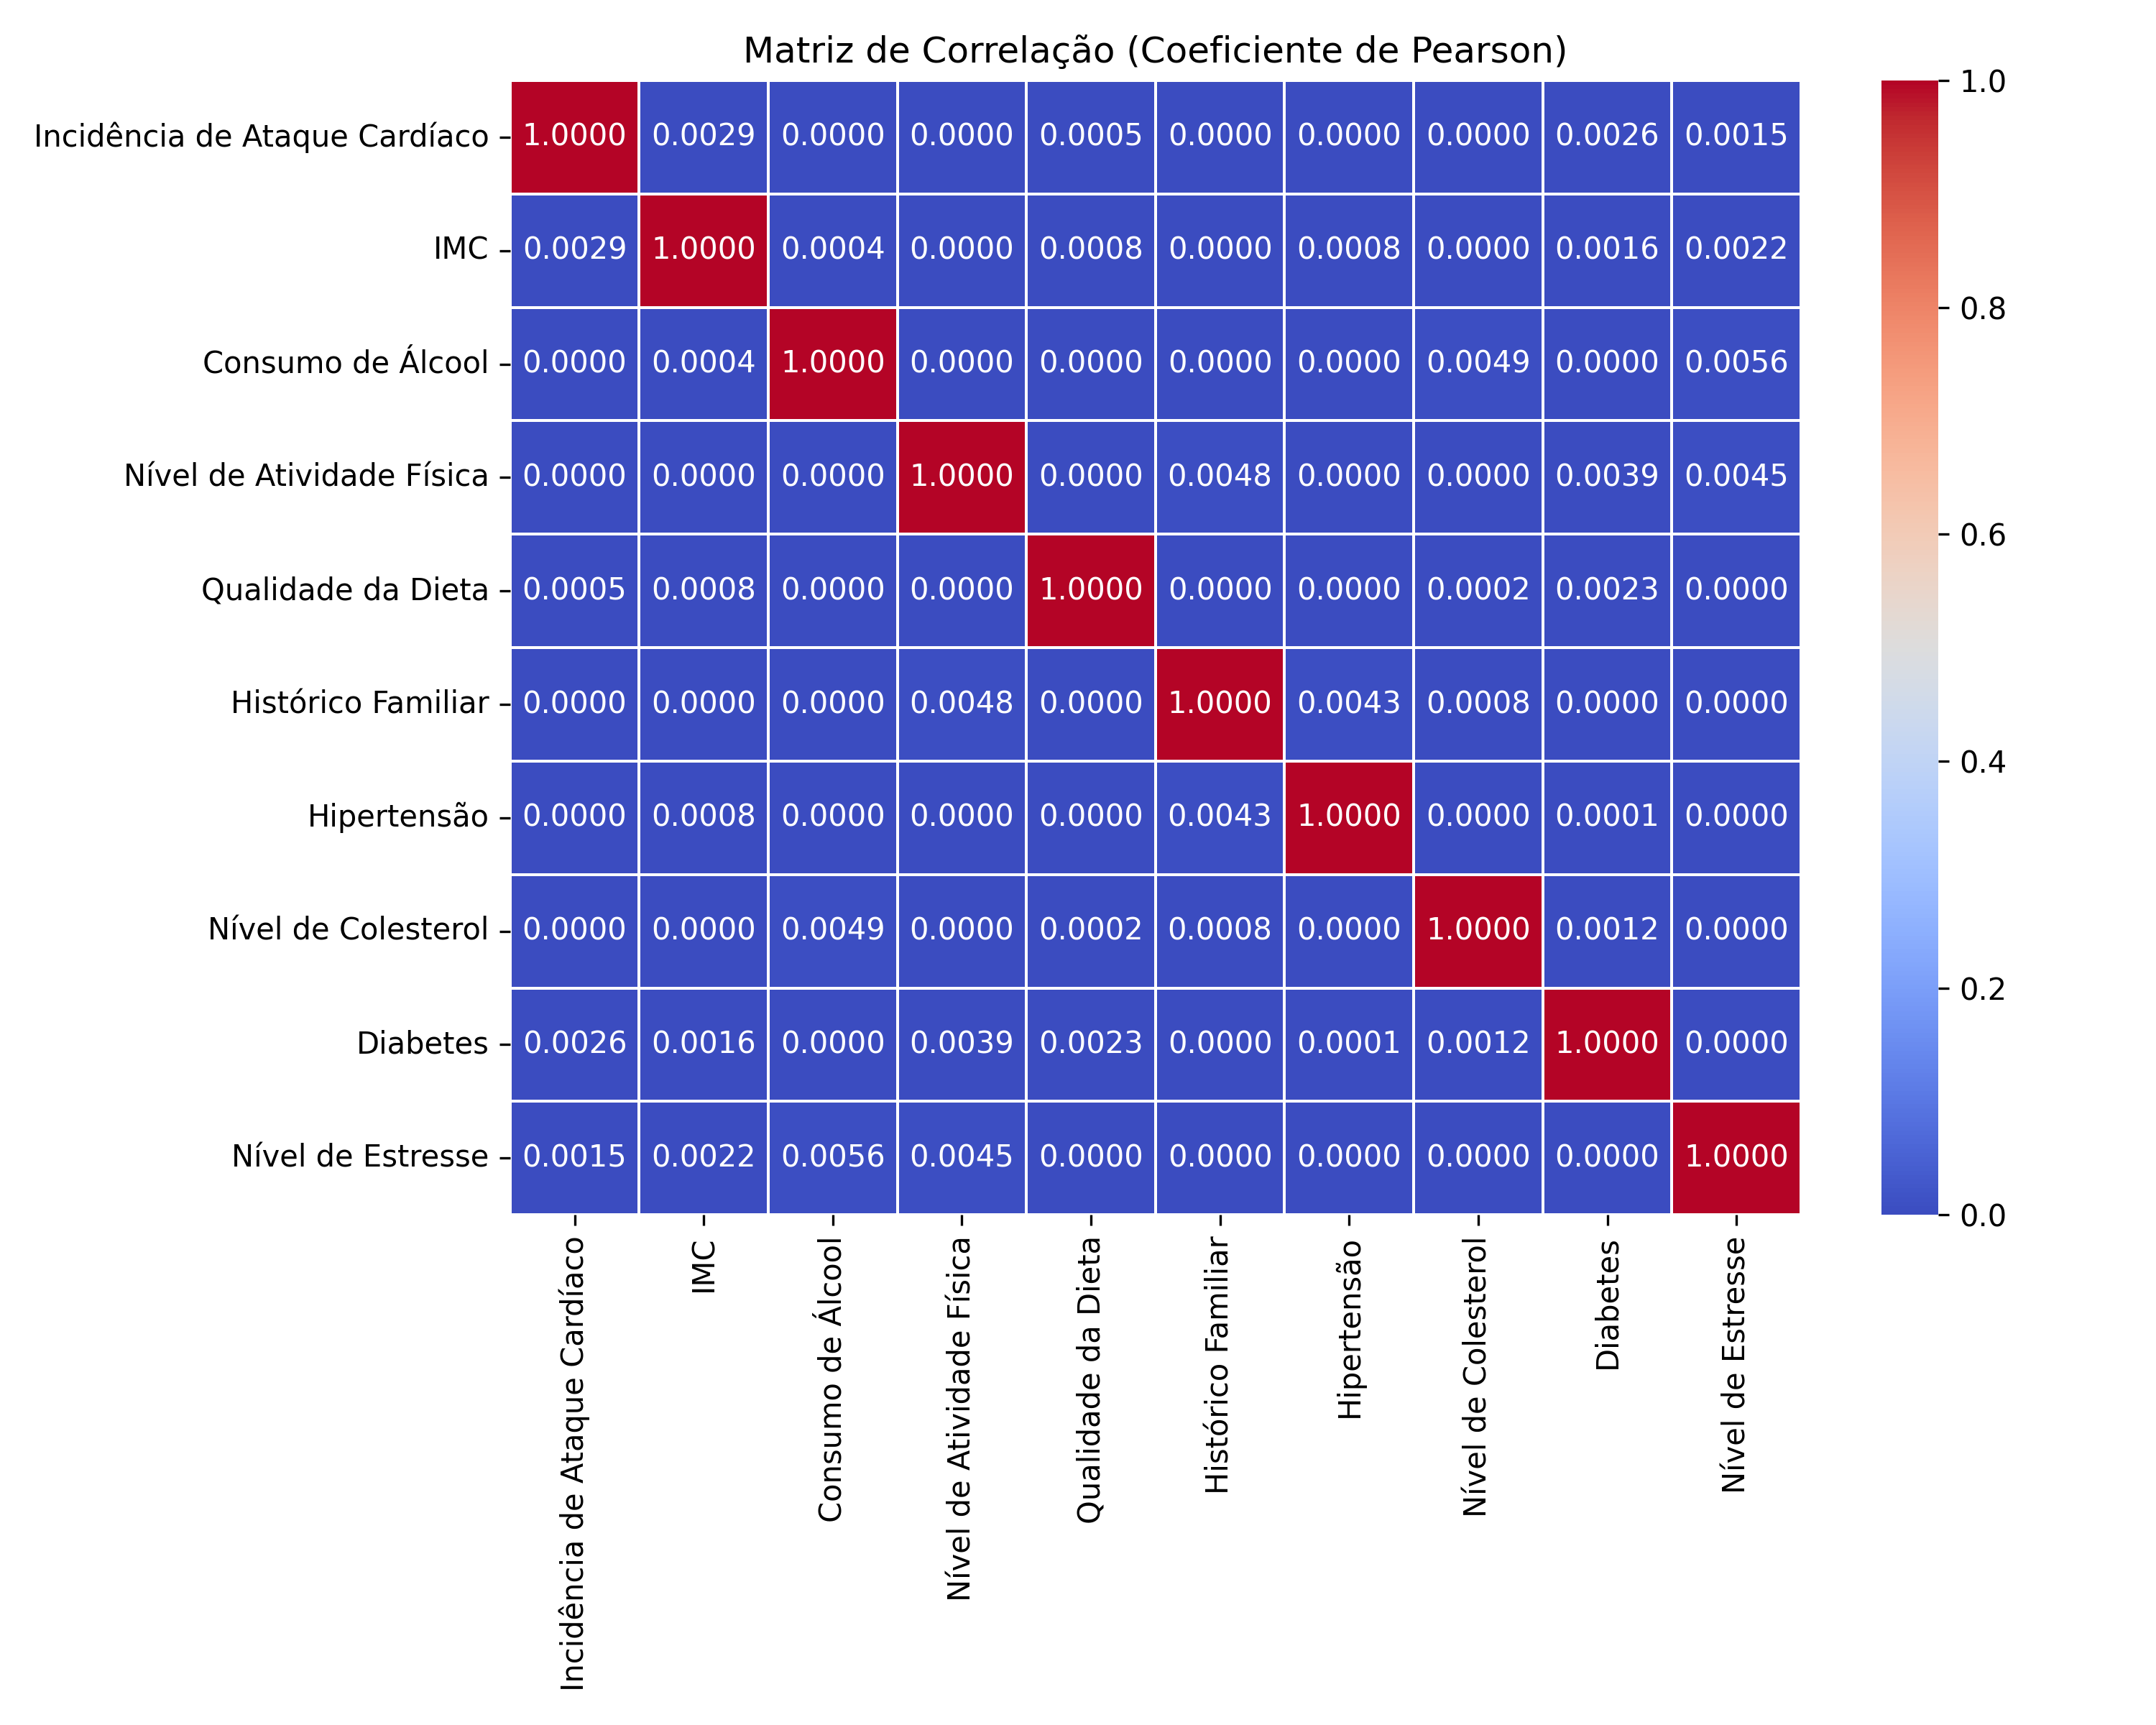 Matriz de Correlação (Coeficiente de Pearson)
Incidência de Ataque Cardíaco 1.0000 0.0029 0.0000 0.0000 0.0005 0.0000 0.0000 0.0000 0.0026 0.0015
IMC 0.0029 1.0000 0.0004 0.0000 0.0008 0.0000 0.0008 0.0000 0.0016 0.0022
Consumo de Álcool 0.0000 0.0004 1.0000 0.0000 0.0000 0.0000 0.0000 0.0049 0.0000 0.0056
Nível de Atividade Física 0.0000 0.0000 0.0000 1.0000 0.0000 0.0048 0.0000 0.0000 0.0039 0.0045
Qualidade da Dieta 0.0005 0.0008 0.0000 0.0000 1.0000 0.0000 0.0000 0.0002 0.0023 0.0000
Histórico Familiar 0.0000 0.0000 0.0000 0.0048 0.0000 1.0000 0.0043 0.0008 0.0000 0.0000
Hipertensão 0.0000 0.0008 0.0000 0.0000 0.0000 0.0043 1.0000 0.0000 0.0001 0.0000
Nível de Colesterol 0.0000 0.0000 0.0049 0.0000 0.0002 0.0008 0.0000 1.0000 0.0012 0.0000
Diabetes 0.0026 0.0016 0.0000 0.0039 0.0023 0.0000 0.0001 0.0012 1.0000 0.0000
Nível de Estresse 0.0015 0.0022 0.0056 0.0045 0.0000 0.0000 0.0000 0.0000 0.0000 1.0000
Incidência de Ataque Cardíaco
IMC
Consumo de Álcool
Nível de Atividade Física
Qualidade da Dieta
Histórico Familiar
Hipertensão
Nível de Colesterol
Diabetes
Nível de Estresse
1.0
0.8
0.6
0.4
0.2
0.0